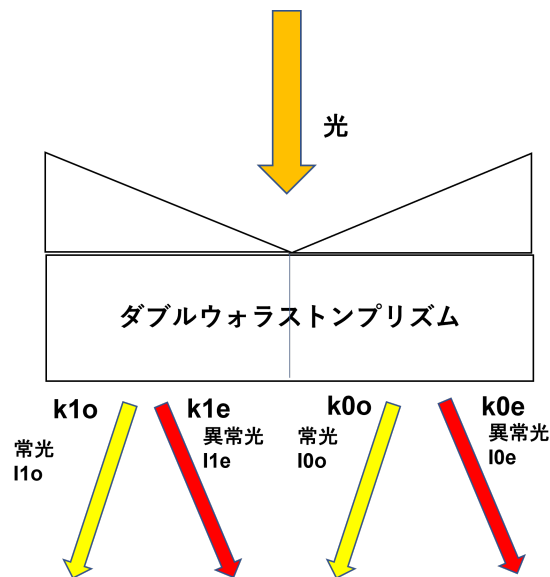 光
ダブルウォラストンプリズム
k1o
k1e
k0o
k0e
常光
I1o
異常光
I1e
常光
I0o
異常光
I0e